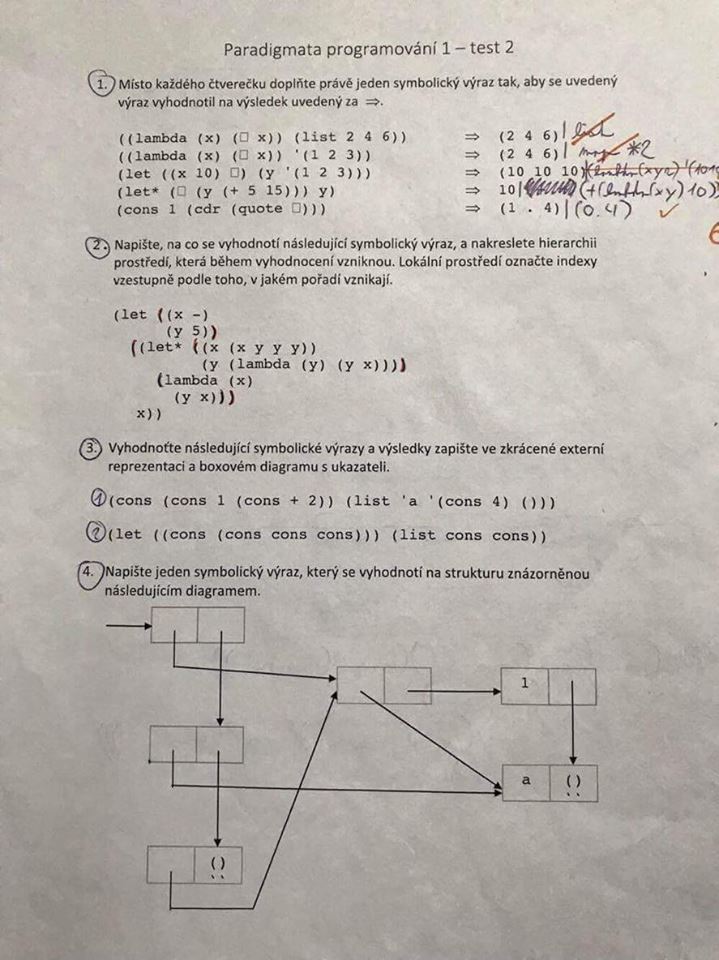 Paradigmata programování 1 – test 2
1. Místo každého čtverečku doplňte právě jeden symbolický výraz tak, aby se uvedený
výraz vyhodnotil na výsledek uvedený za ⇒.
((lambda (x) (□ x)) (list 2 4 6)) ⇒ (2 4 6) | list
((lambda (x) (□ x)) '(1 2 3)) ⇒ (2 4 6) | *2
(let ((x 10) □) (y '(1 2 3))) ⇒ (10 10 10)
(let* (□ (y (+ 5 15))) y) ⇒ 10 |
(cons 1 (cdr (quote □))) ⇒ (1 . 4) | (0.4) ✓
2. Napište, na co se vyhodnotí následující symbolický výraz, a nakreslete hierarchii
prostředí, která během vyhodnocení vzniknou. Lokální prostředí označte indexy
vzestupně podle toho, v jakém pořadí vznikají.
(let ((x -)
(y 5))
((let* ((x (x y y y))
(y (lambda (y) (y x))))
(lambda (x)
(y x)))
x))
3. Vyhodnoťte následující symbolické výrazy a výsledky zapište ve zkrácené externí
reprezentaci a boxovém diagramu s ukazateli.
1 (cons (cons 1 (cons + 2)) (list 'a '(cons 4) ()))
2 (let ((cons (cons cons cons))) (list cons cons))
4. Napište jeden symbolický výraz, který se vyhodnotí na strukturu znázorněnou
následujícím diagramem.
1
a ()
()